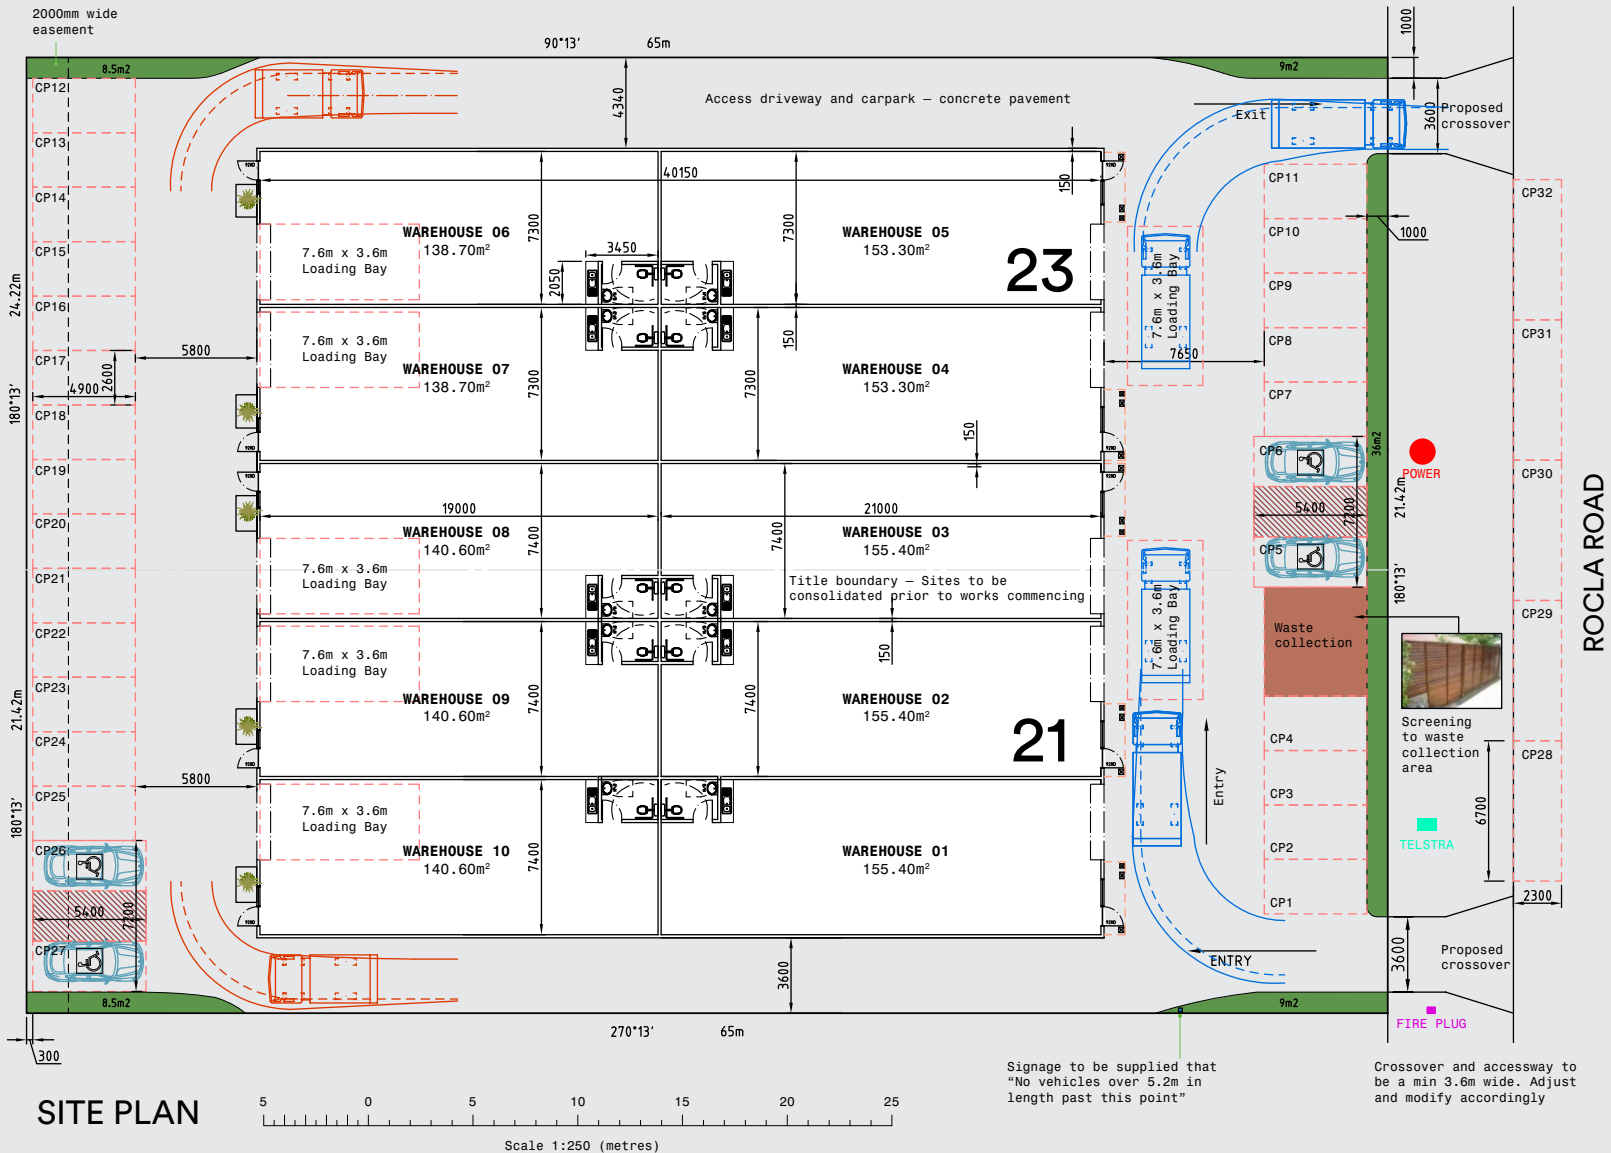 2000mm wide
easement
90°13'
65m
1000
8.5m2
9m2
CP12
CP13
CP14
CP15
CP16
CP17
CP18
CP19
CP20
CP21
CP22
CP23
CP24
CP25
CP26
CP27
4340
Access driveway and carpark – concrete pavement
Exit
3600
Proposed
crossover
920D
920D
40150
150
CP11
CP10
CP9
CP8
CP7
CP6
CP5
CP4
CP3
CP2
CP1
CP32
CP31
CP30
CP29
CP28
1000
WAREHOUSE 06
138.70m²
7300
7.6m x 3.6m
Loading Bay
3450
2050
7300
WAREHOUSE 05
153.30m²
23
7.6m x 3.6m
Loading Bay
24.22m
180°13'
5800
4900
2600
7.6m x 3.6m
Loading Bay
WAREHOUSE 07
138.70m²
7300
150
7300
WAREHOUSE 04
153.30m²
7650
150
36m2
POWER
21.42m
180°13'
5400
7200
920D
920D
920D
920D
19000
21000
WAREHOUSE 08
140.60m²
7400
7400
WAREHOUSE 03
155.40m²
7.6m x 3.6m
Loading Bay
Title boundary – Sites to be
consolidated prior to works commencing
7.6m x 3.6m
Loading Bay
Waste
collection
ROCLA ROAD
7.6m x 3.6m
Loading Bay
WAREHOUSE 09
140.60m²
7400
150
7400
WAREHOUSE 02
155.40m²
21
21.42m
180°13'
5800
Entry
Screening
to waste
collection
area
6700
TELSTRA
2300
920D
920D
7.6m x 3.6m
Loading Bay
WAREHOUSE 10
140.60m²
7400
WAREHOUSE 01
155.40m²
5400
7200
920D
920D
3600
ENTRY
3600
Proposed
crossover
8.5m2
9m2
FIRE PLUG
300
270°13'
65m
Signage to be supplied that
“No vehicles over 5.2m in
length past this point”
Crossover and accessway to
be a min 3.6m wide. Adjust
and modify accordingly
SITE PLAN
5 0 5 10 15 20 25
Scale 1:250 (metres)